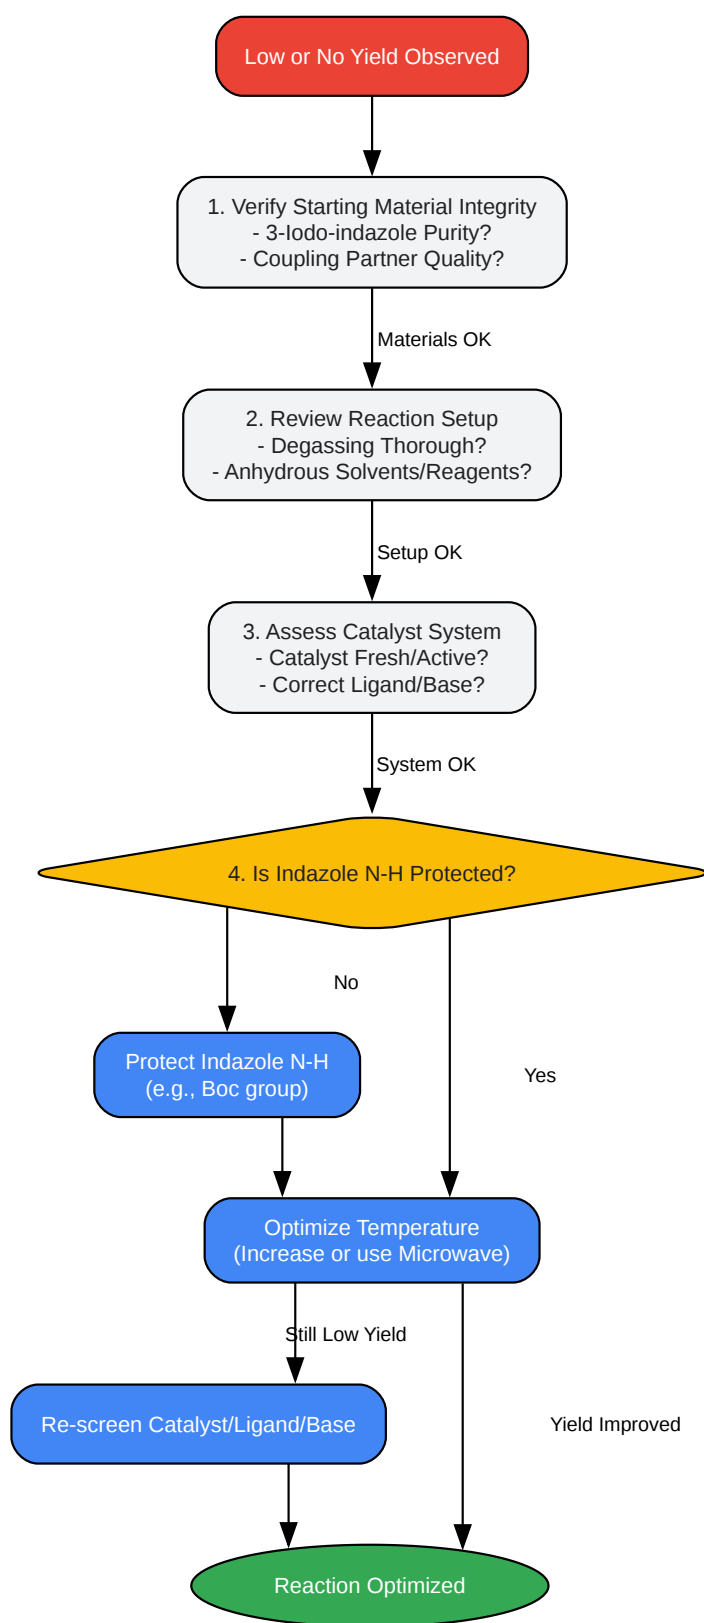 Low or No Yield Observed
1. Verify Starting Material Integrity
- 3-Iodo-indazole Purity?
- Coupling Partner Quality?
Materials OK
2. Review Reaction Setup
- Degassing Thorough?
- Anhydrous Solvents/Reagents?
Setup OK
3. Assess Catalyst System
- Catalyst Fresh/Active?
- Correct Ligand/Base?
System OK
4. Is Indazole N-H Protected?
No
Protect Indazole N-H
(e.g., Boc group)
Yes
Optimize Temperature
(Increase or use Microwave)
Still Low Yield
Re-screen Catalyst/Ligand/Base
Yield Improved
Reaction Optimized